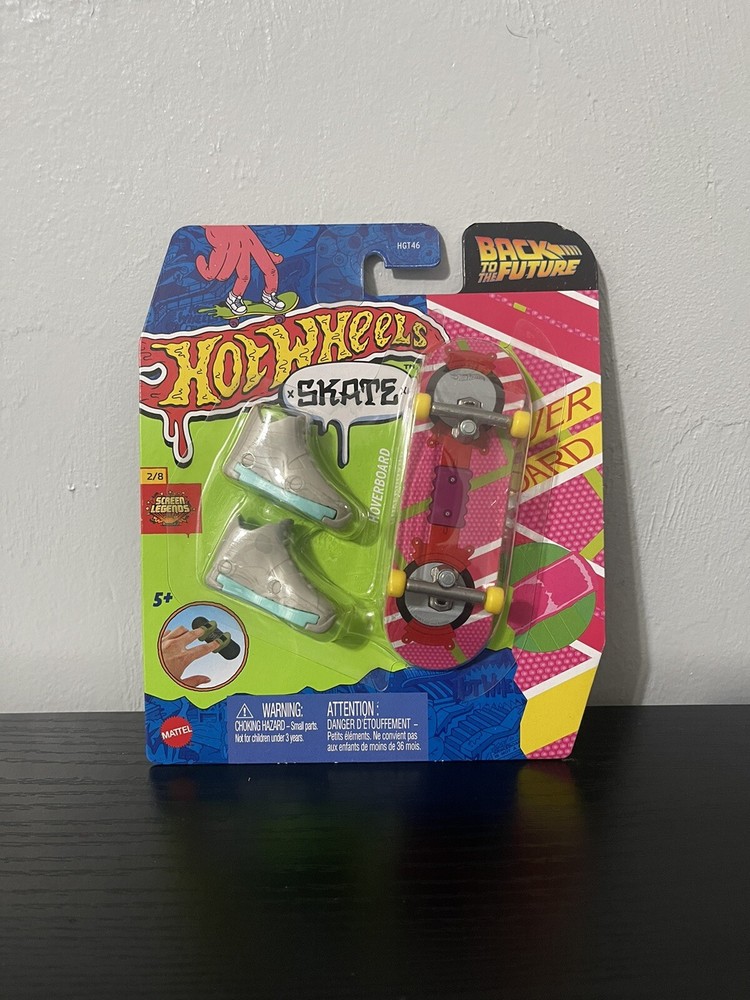 HGT46
BACK
TO THE
FUTURE
HOT WHEELS
SKATE
VER
ARD
HOVERBOARD
2/8
SCREEN
LEGENDS
5+
MATTEL
WARNING:
CHOKING HAZARD – Small parts.
Not for children under 3 years.
ATTENTION :
DANGER D'ÉTOUFFEMENT –
Petits éléments. Ne convient pas
aux enfants de moins de 36 mois.